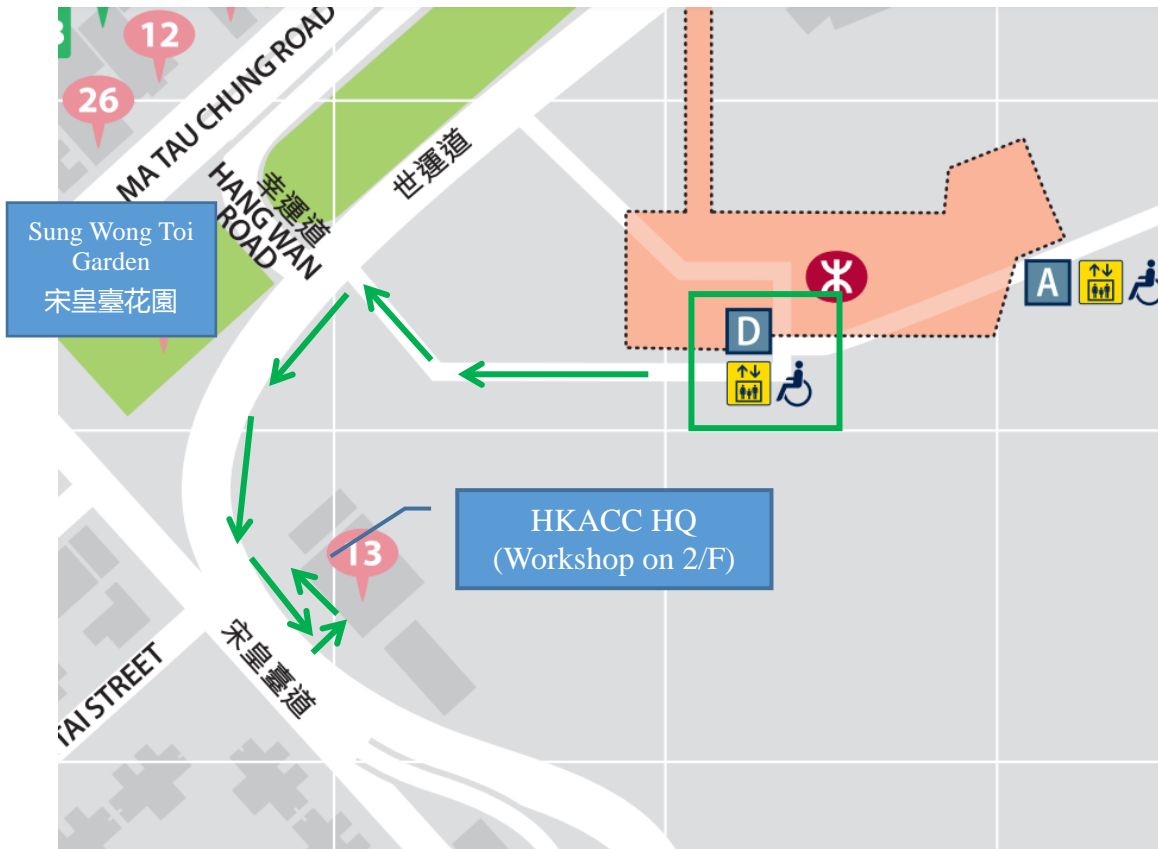 12
26
MA TAU CHUNG ROAD
幸運道
HANG WAN
ROAD
世運道
Sung Wong Toi
Garden
宋皇臺花園
A
D
HKACC HQ
(Workshop on 2/F)
13
宋皇臺道
TAI STREET